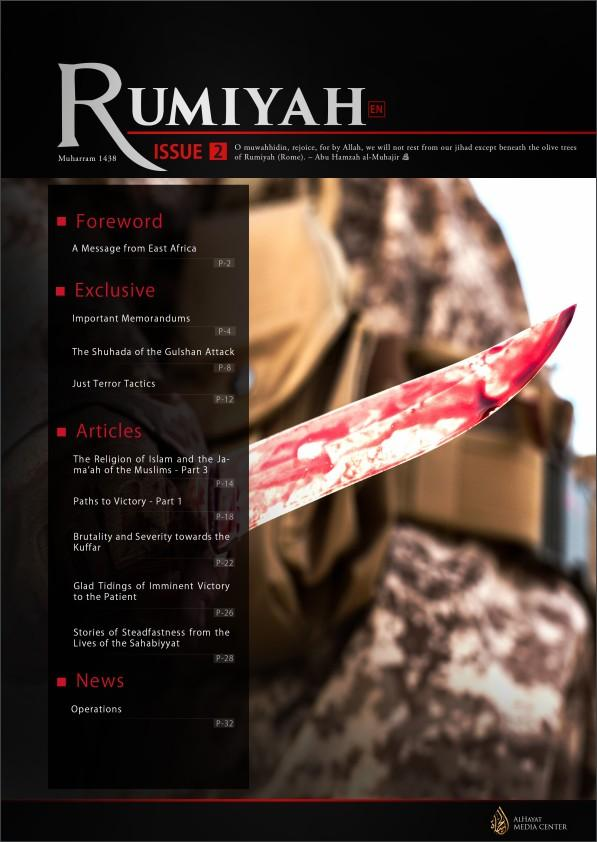 RUMIYAH EN
Muharram 1438
ISSUE 2
O muwahhidin, rejoice, for by Allah, we will not rest from our jihad except beneath the olive trees
of Rumiyah (Rome). – Abu Hamzah al-Muhajir
Foreword
A Message from East Africa
P-2
Exclusive
Important Memorandums
P-4
The Shuhada of the Gulshan Attack
P-8
Just Terror Tactics
P-12
Articles
The Religion of Islam and the Ja-
ma'ah of the Muslims - Part 3
P-14
Paths to Victory - Part 1
P-18
Brutality and Severity towards the
Kuffar
P-22
Glad Tidings of Imminent Victory
to the Patient
P-26
Stories of Steadfastness from the
Lives of the Sahabiyyat
P-28
News
Operations
P-32
ALHAYAT
MEDIA CENTER